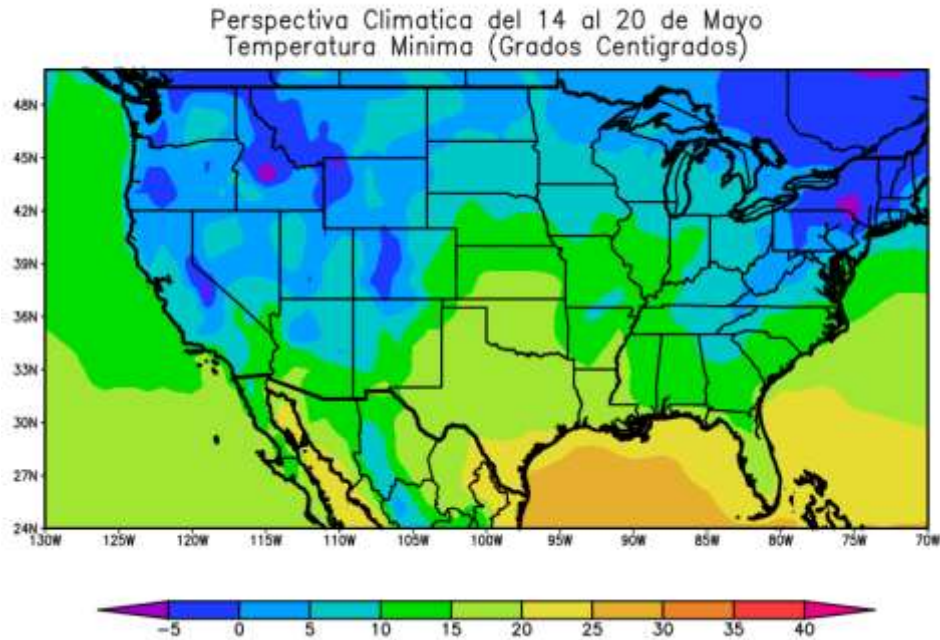 Perspectiva Climatica del 14 al 20 de Mayo
Temperatura Minima (Grados Centigrados)
48N
45N
42N
39N
36N
33N
30N
27N
24N
130W 125W 120W 115W 110W 105W 100W 95W 90W 85W 80W 75W 70W
-5 0 5 10 15 20 25 30 35 40